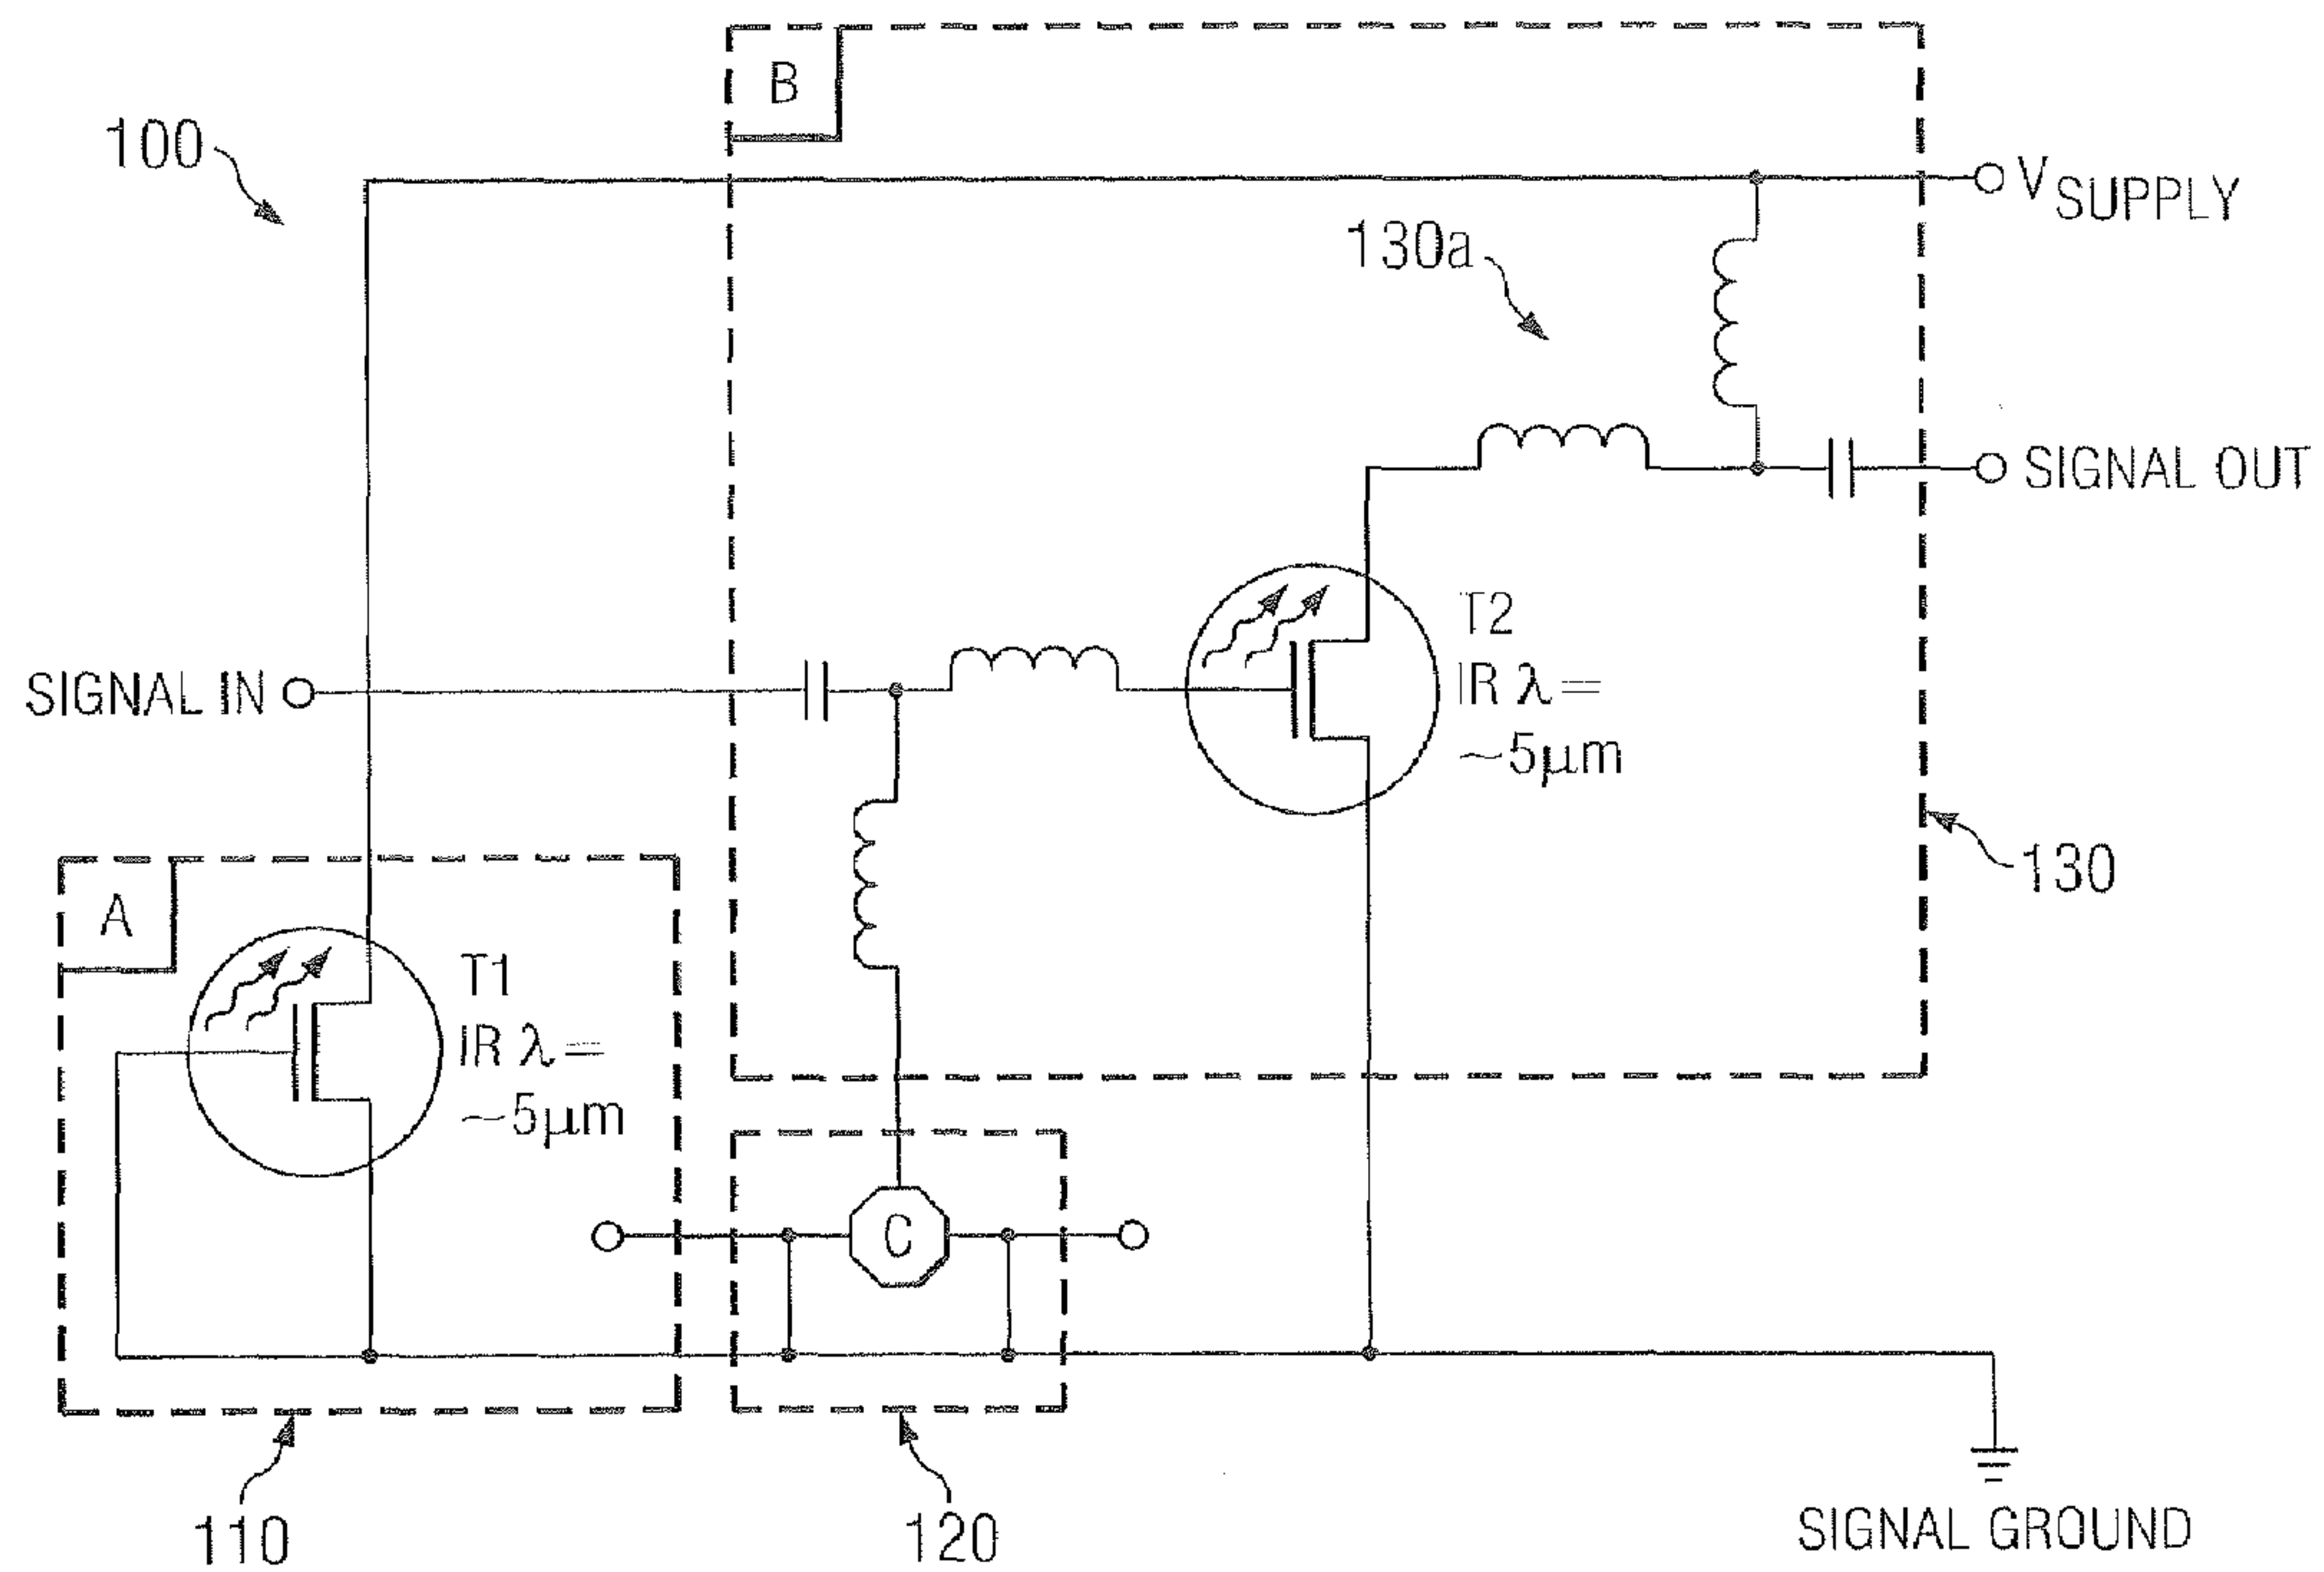 B
100
V SUPPLY
130a
SIGNAL OUT
T2
IR λ =
~5μm
SIGNAL IN
130
A
T1
IR λ =
~5μm
C
110
120
SIGNAL GROUND